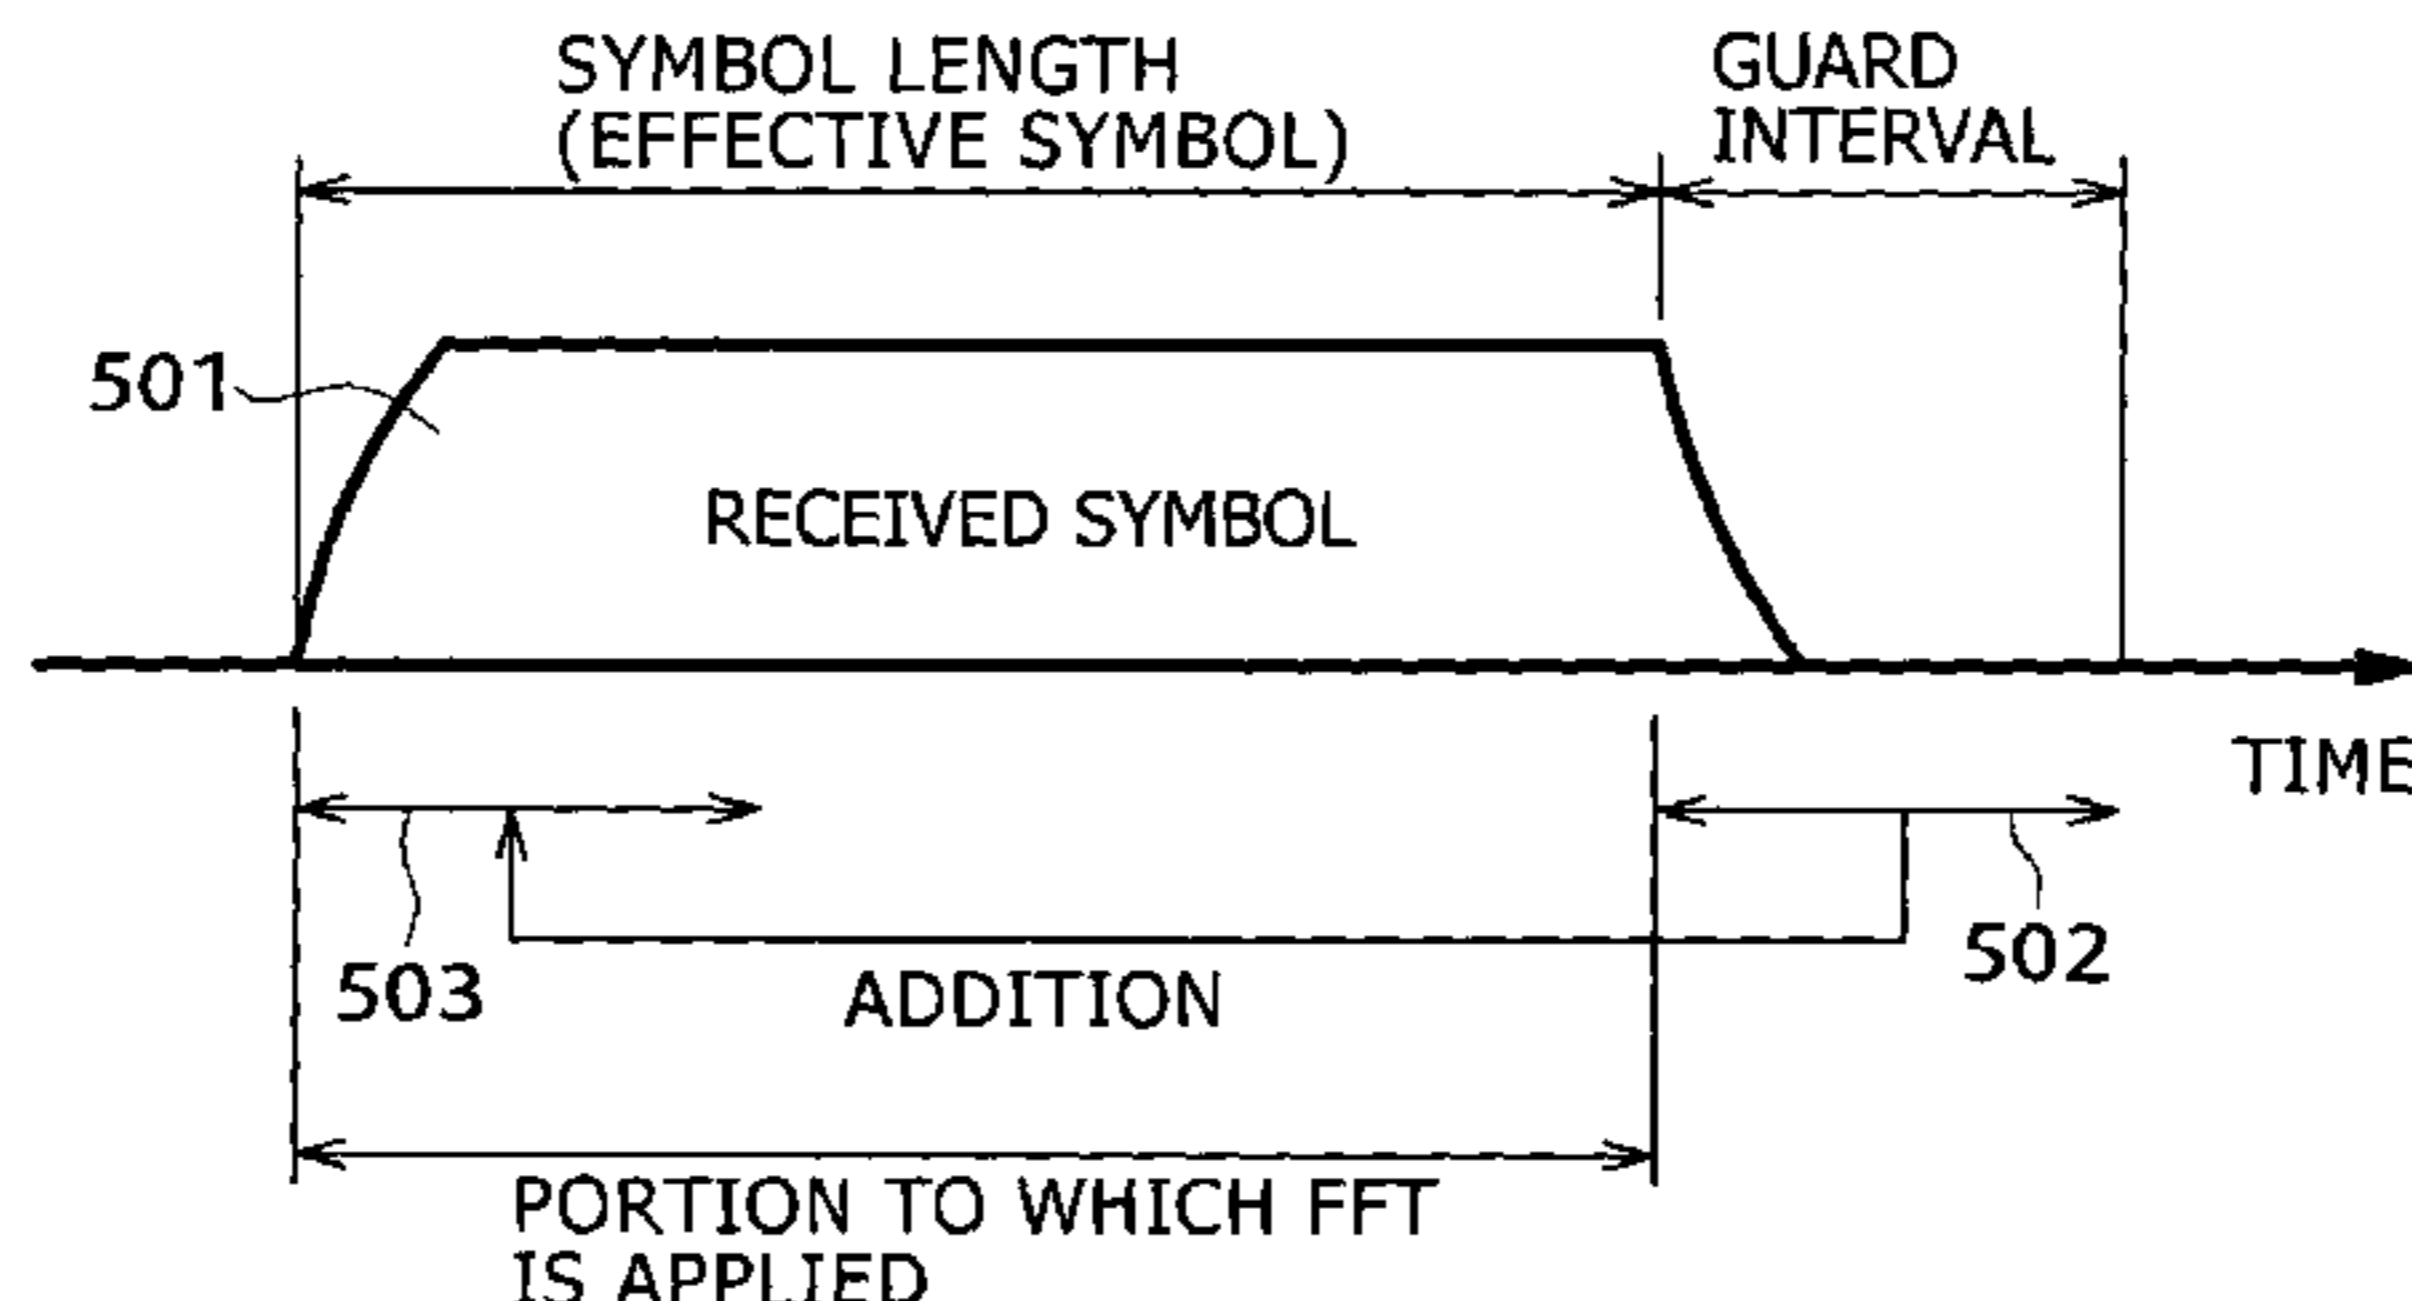 SYMBOL LENGTH
(EFFECTIVE SYMBOL)
GUARD
INTERVAL
501
RECEIVED SYMBOL
TIME
503
502
ADDITION
PORTION TO WHICH FFT
IS APPLIED